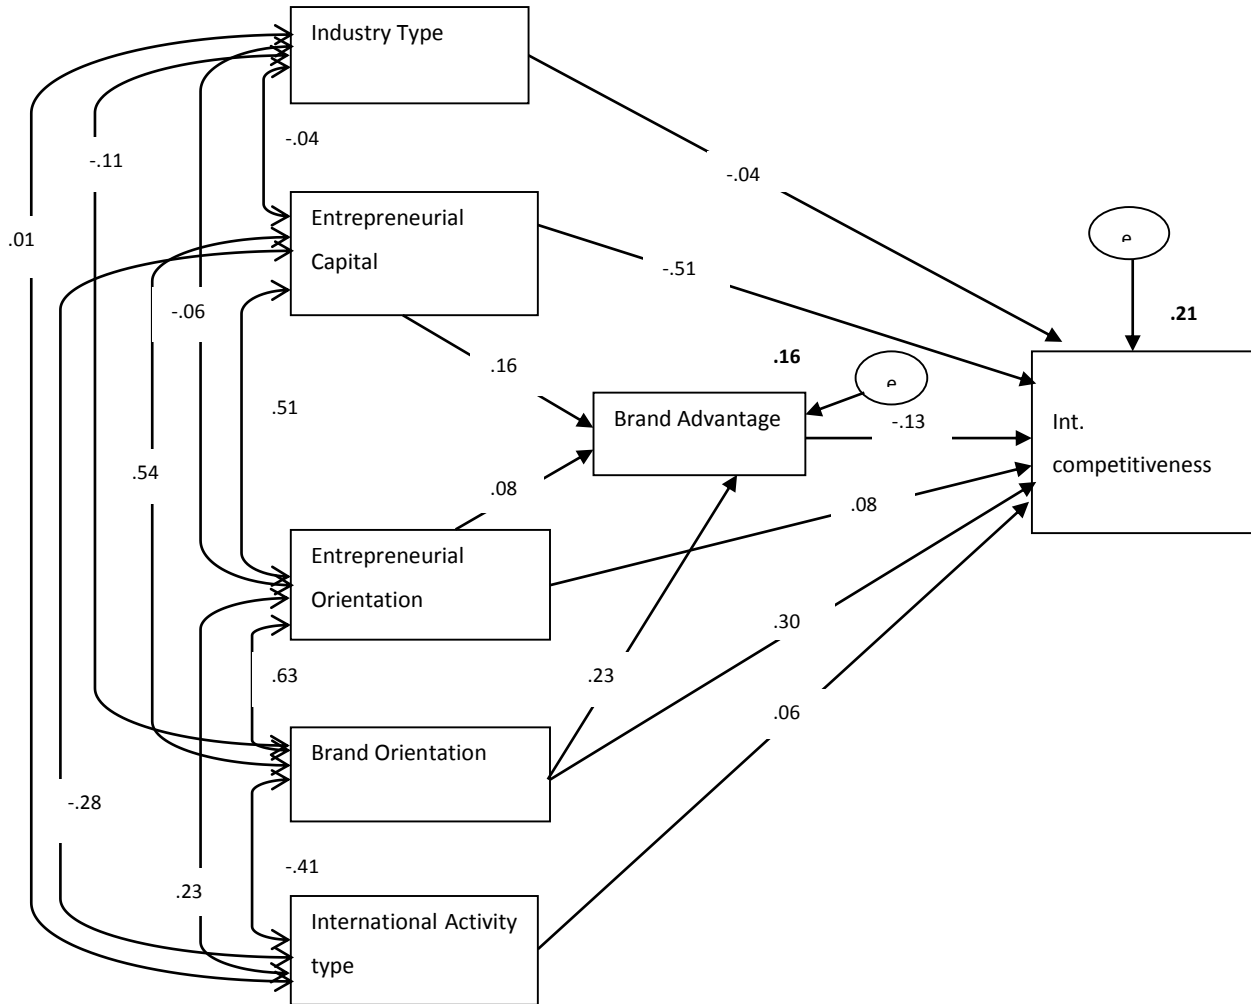 Industry Type
-.04
-.11
-.04
Entrepreneurial
Capital
.01
-.51
-.06
.21
.16
.16
.51
Brand Advantage
-.13
Int.
competitiveness
.54
.08
.08
Entrepreneurial
Orientation
.30
.63
.23
.06
Brand Orientation
-.28
-.41
.23
International Activity
type